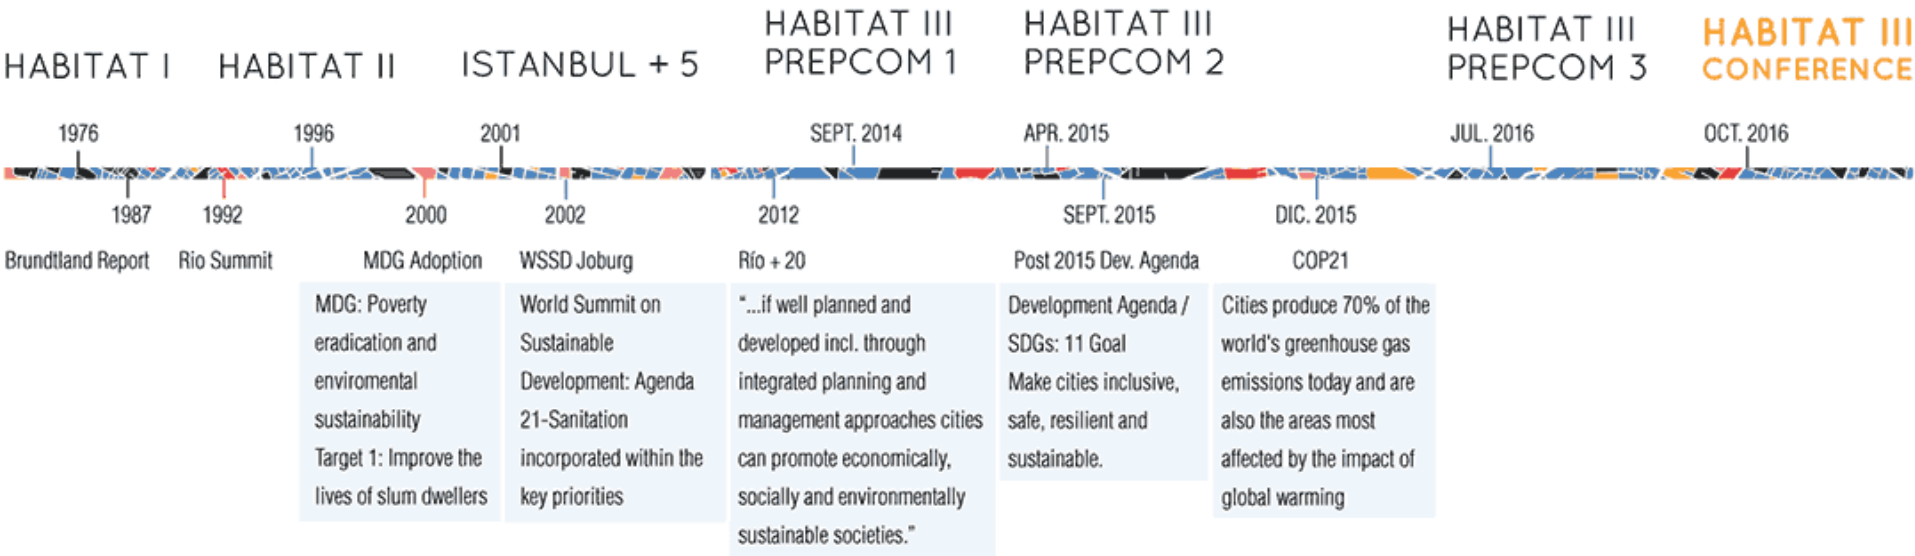 HABITAT I
HABITAT II
ISTANBUL + 5
HABITAT III
PREPCOM 1
HABITAT III
PREPCOM 2
HABITAT III
PREPCOM 3
HABITAT III
CONFERENCE
1976
1996
2001
SEPT. 2014
APR. 2015
JUL. 2016
OCT. 2016
1987
1992
2000
2002
2012
SEPT. 2015
DIC. 2015
Brundtland Report
Rio Summit
MDG Adoption
WSSD Joburg
Río + 20
Post 2015 Dev. Agenda
COP21
MDG: Poverty
eradication and
enviromental
sustainability
Target 1: Improve the
lives of slum dwellers
World Summit on
Sustainable
Development: Agenda
21-Sanitation
incorporated within the
key priorities
“...if well planned and
developed incl. through
integrated planning and
management approaches cities
can promote economically,
socially and environmentally
sustainable societies.”
Development Agenda /
SDGs: 11 Goal
Make cities inclusive,
safe, resilient and
sustainable.
Cities produce 70% of the
world's greenhouse gas
emissions today and are
also the areas most
affected by the impact of
global warming